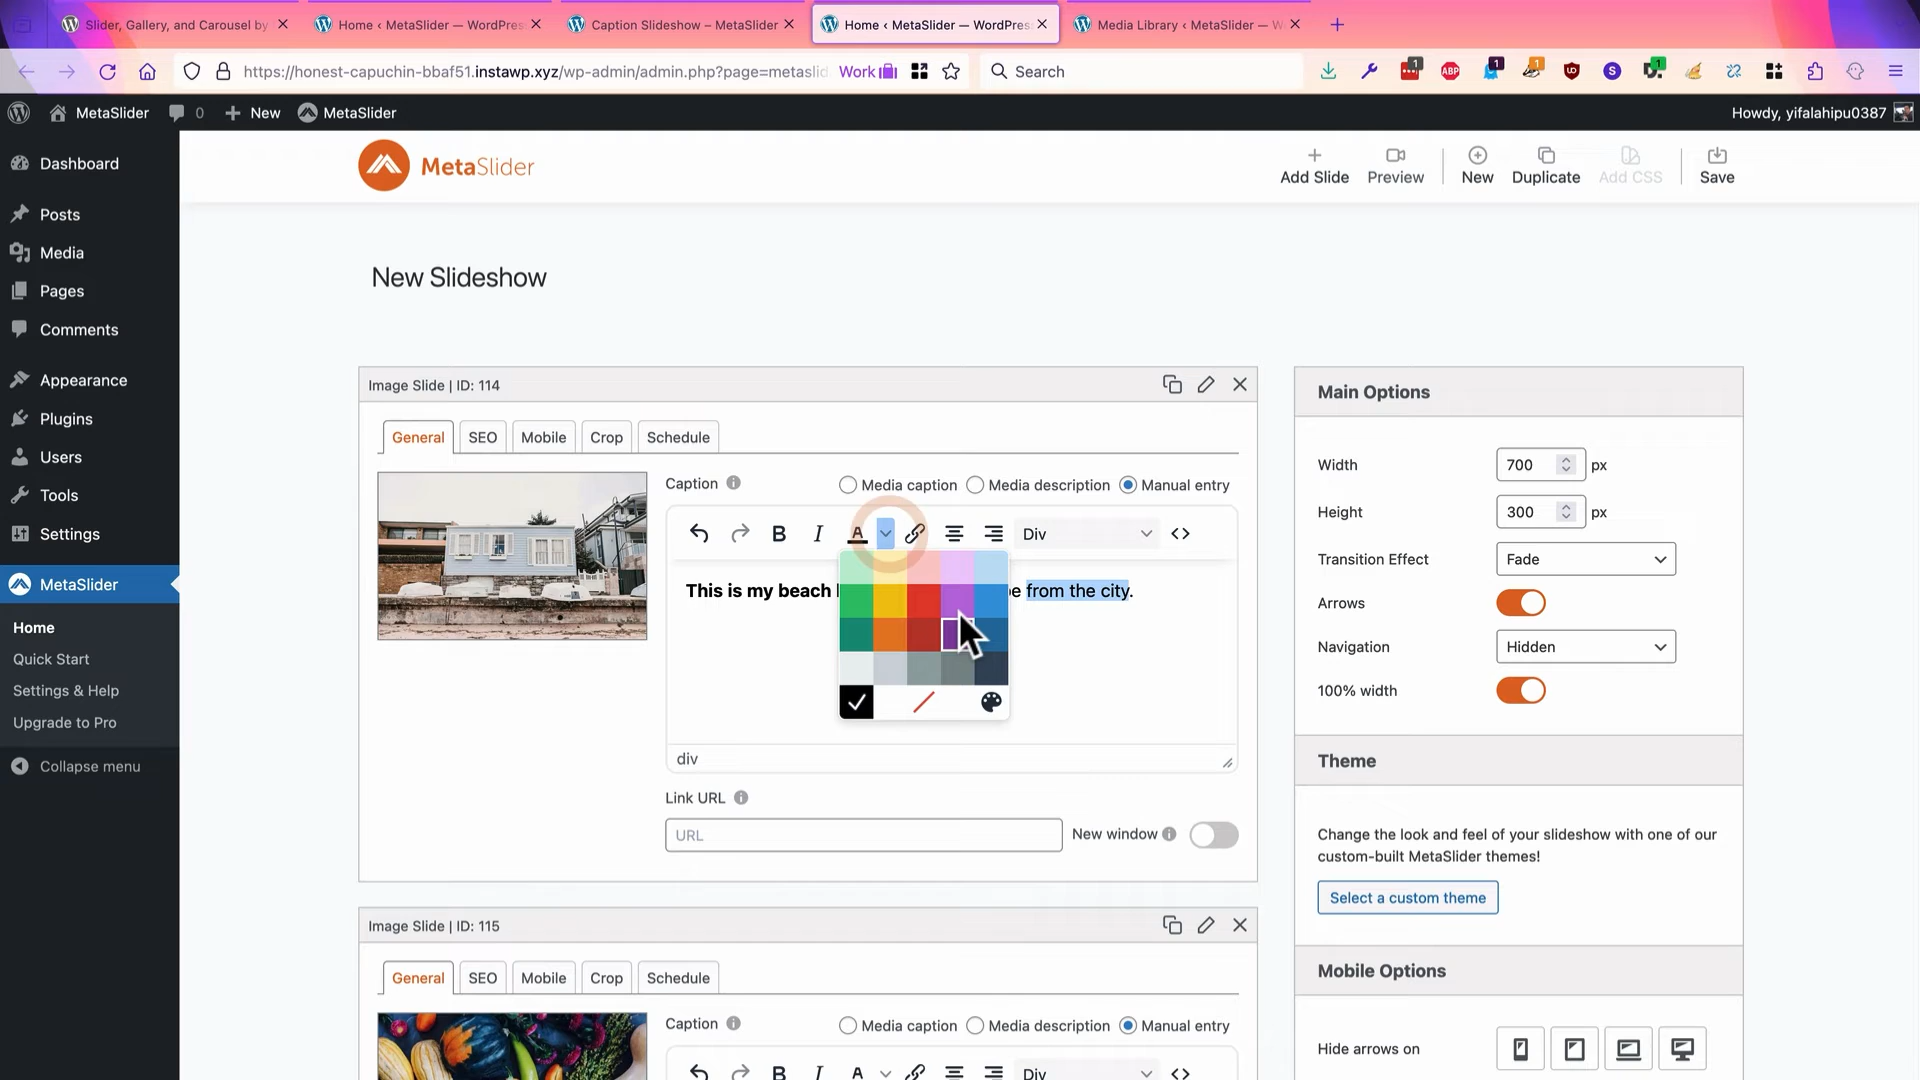 Slider, Gallery, and Carousel by
Home ‹ MetaSlider — WordPres
Caption Slideshow – MetaSlider
Home ‹ MetaSlider — WordPres
Media Library ‹ MetaSlider — W
https://honest-capuchin-bbaf51.instawp.xyz/wp-admin/admin.php?page=metaslid
Work
Search
MetaSlider
0
New
MetaSlider
Howdy, yifalahipu0387
Dashboard
Posts
Media
Pages
Comments
Appearance
Plugins
Users
Tools
Settings
MetaSlider
Home
Quick Start
Settings & Help
Upgrade to Pro
Collapse menu
MetaSlider
Add Slide
Preview
New
Duplicate
Add CSS
Save
New Slideshow
Image Slide | ID: 114
General
SEO
Mobile
Crop
Schedule
Caption
Media caption
Media description
Manual entry
B I A Div
This is my beach from the city.
div
Link URL
URL
New window
Image Slide | ID: 115
General
SEO
Mobile
Crop
Schedule
Caption
Media caption
Media description
Manual entry
B I A Div
Main Options
Width 700 px
Height 300 px
Transition Effect Fade
Arrows
Navigation Hidden
100% width
Theme
Change the look and feel of your slideshow with one of our
custom-built MetaSlider themes!
Select a custom theme
Mobile Options
Hide arrows on